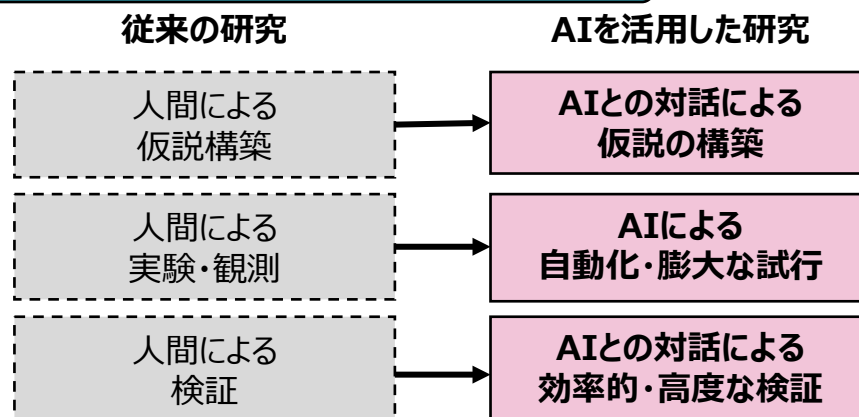 従来の研究
AIを活用した研究
人間による
仮説構築
AIとの対話による
仮説の構築
人間による
実験・観測
AIによる
自動化・膨大な試行
人間による
検証
AIとの対話による
効率的・高度な検証